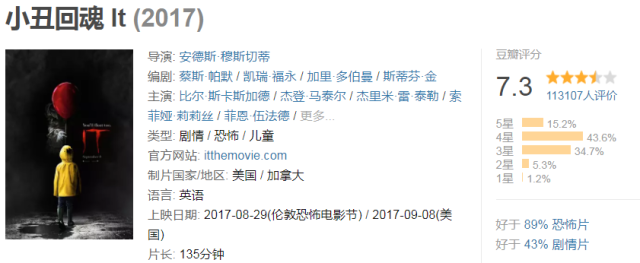 小丑回魂 It (2017)
导演: 安德斯·穆斯切蒂
编剧: 蔡斯·帕默 / 凯瑞·福永 / 加里·多伯曼 / 斯蒂芬·金
主演: 比尔·斯卡斯加德 / 杰登·马泰尔 / 杰里米·雷·泰勒 / 索
菲娅·莉莉丝 / 菲恩·伍法德 / 更多...
类型: 剧情 / 恐怖 / 儿童
官方网站: itthemovie.com
制片国家/地区: 美国 / 加拿大
语言: 英语
上映日期: 2017-08-29(伦敦恐怖电影节) / 2017-09-08(美
国)
片长: 135分钟
IT
豆瓣评分
7.3
113107人评价
5星 15.2%
4星 43.6%
3星 34.7%
2星 5.3%
1星 1.2%
好于 89% 恐怖片
好于 43% 剧情片